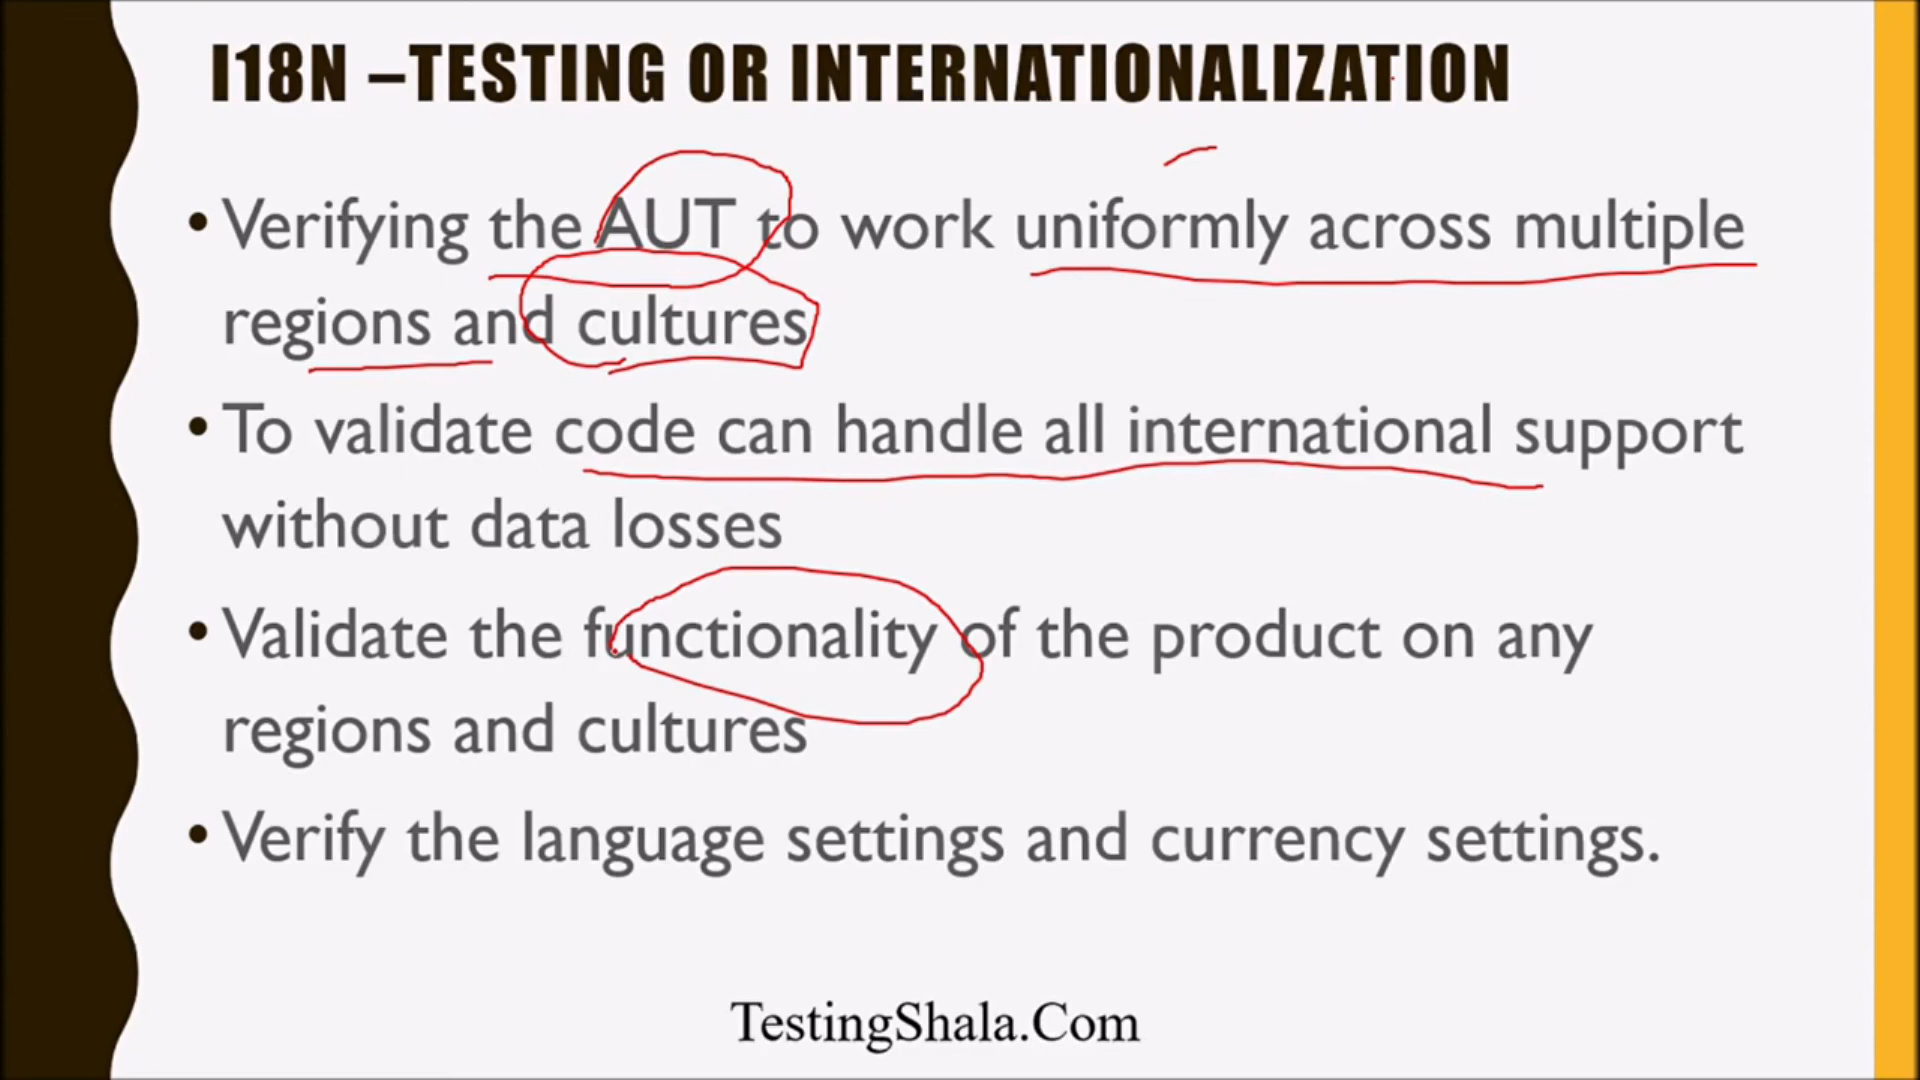 I18N –TESTING OR INTERNATIONALIZATION
• Verifying the AUT to work uniformly across multiple
regions and cultures
• To validate code can handle all international support
without data losses
• Validate the functionality of the product on any
regions and cultures
• Verify the language settings and currency settings.
TestingShala.Com